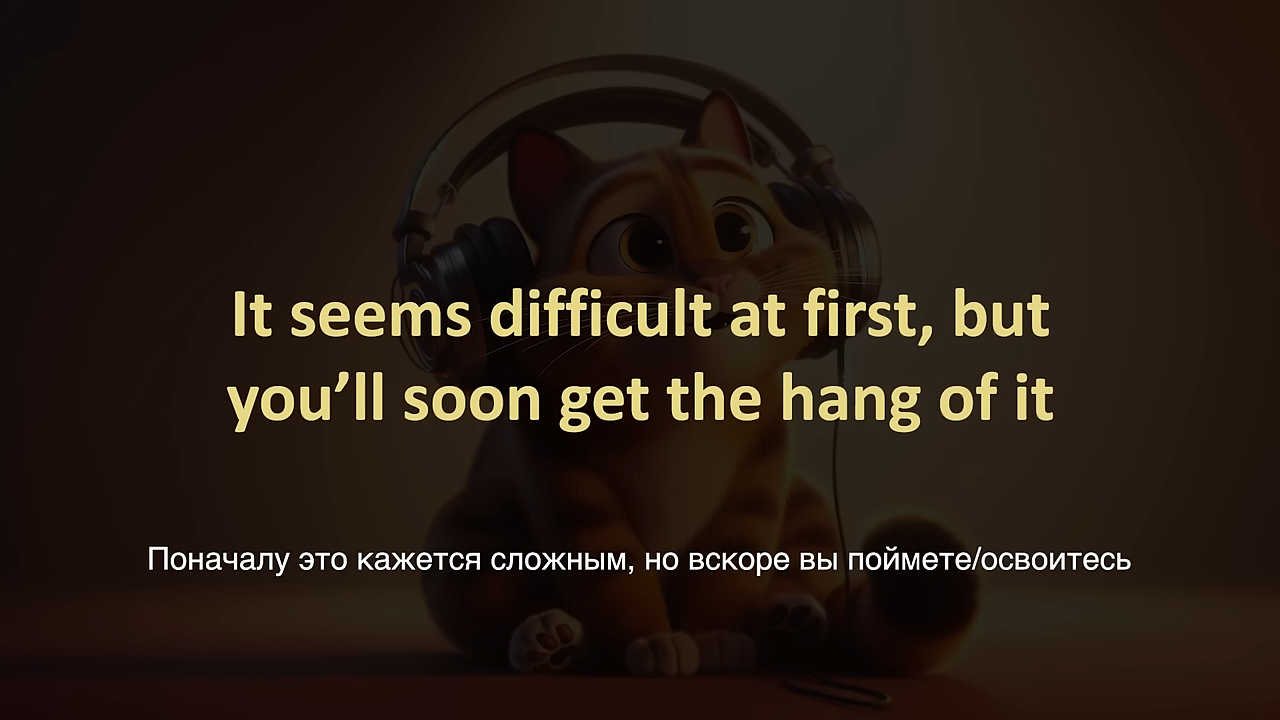 It seems difficult at first, but
you’ll soon get the hang of it
Поначалу это кажется сложным, но вскоре вы поймете/освоитесь